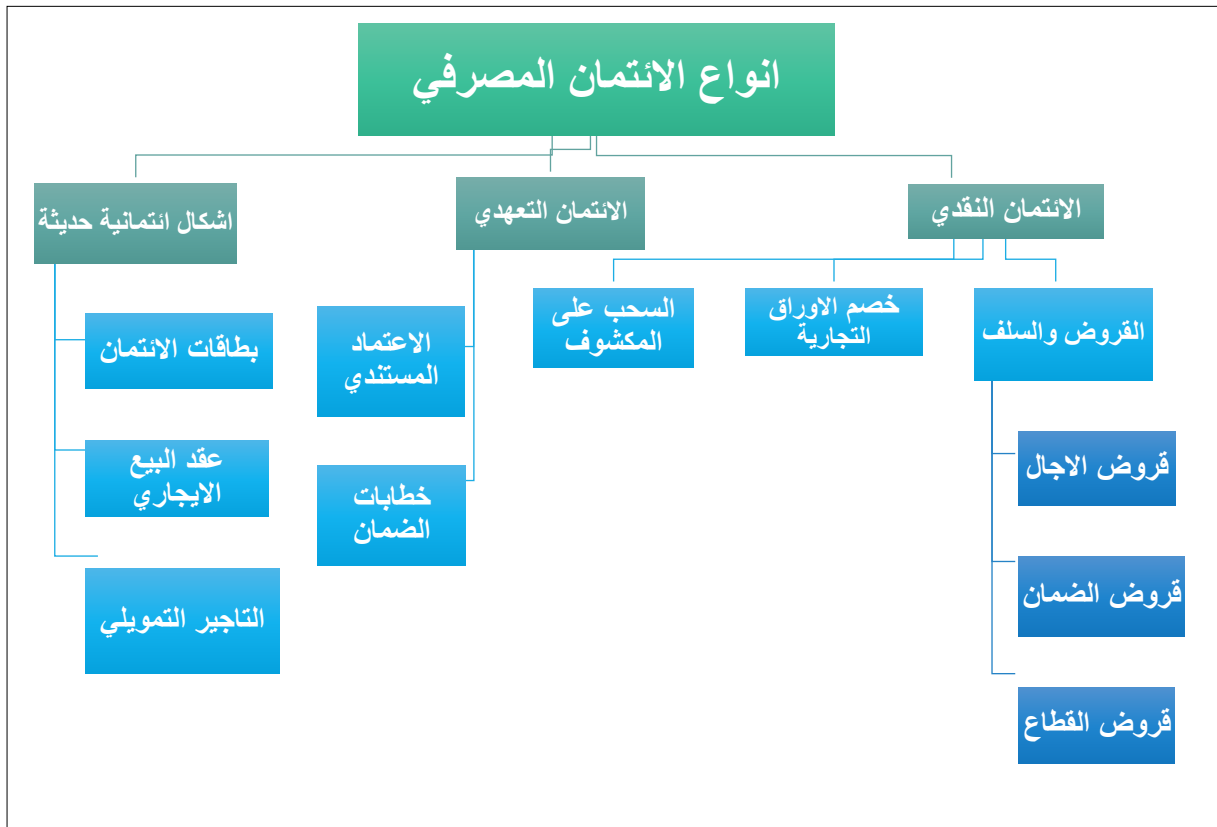 انواع الائتمان المصرفي
الائتمان النقدي
الائتمان التعهدي
اشكال ائتمانية حديثة
القروض والسلف
خصم الاوراق
التجارية
السحب على
المكشوف
قروض الاجال
قروض الضمان
قروض القطاع
الاعتماد
المستندي
خطابات
الضمان
بطاقات الائتمان
عقد البيع
الايجاري
التاجير التمويلي